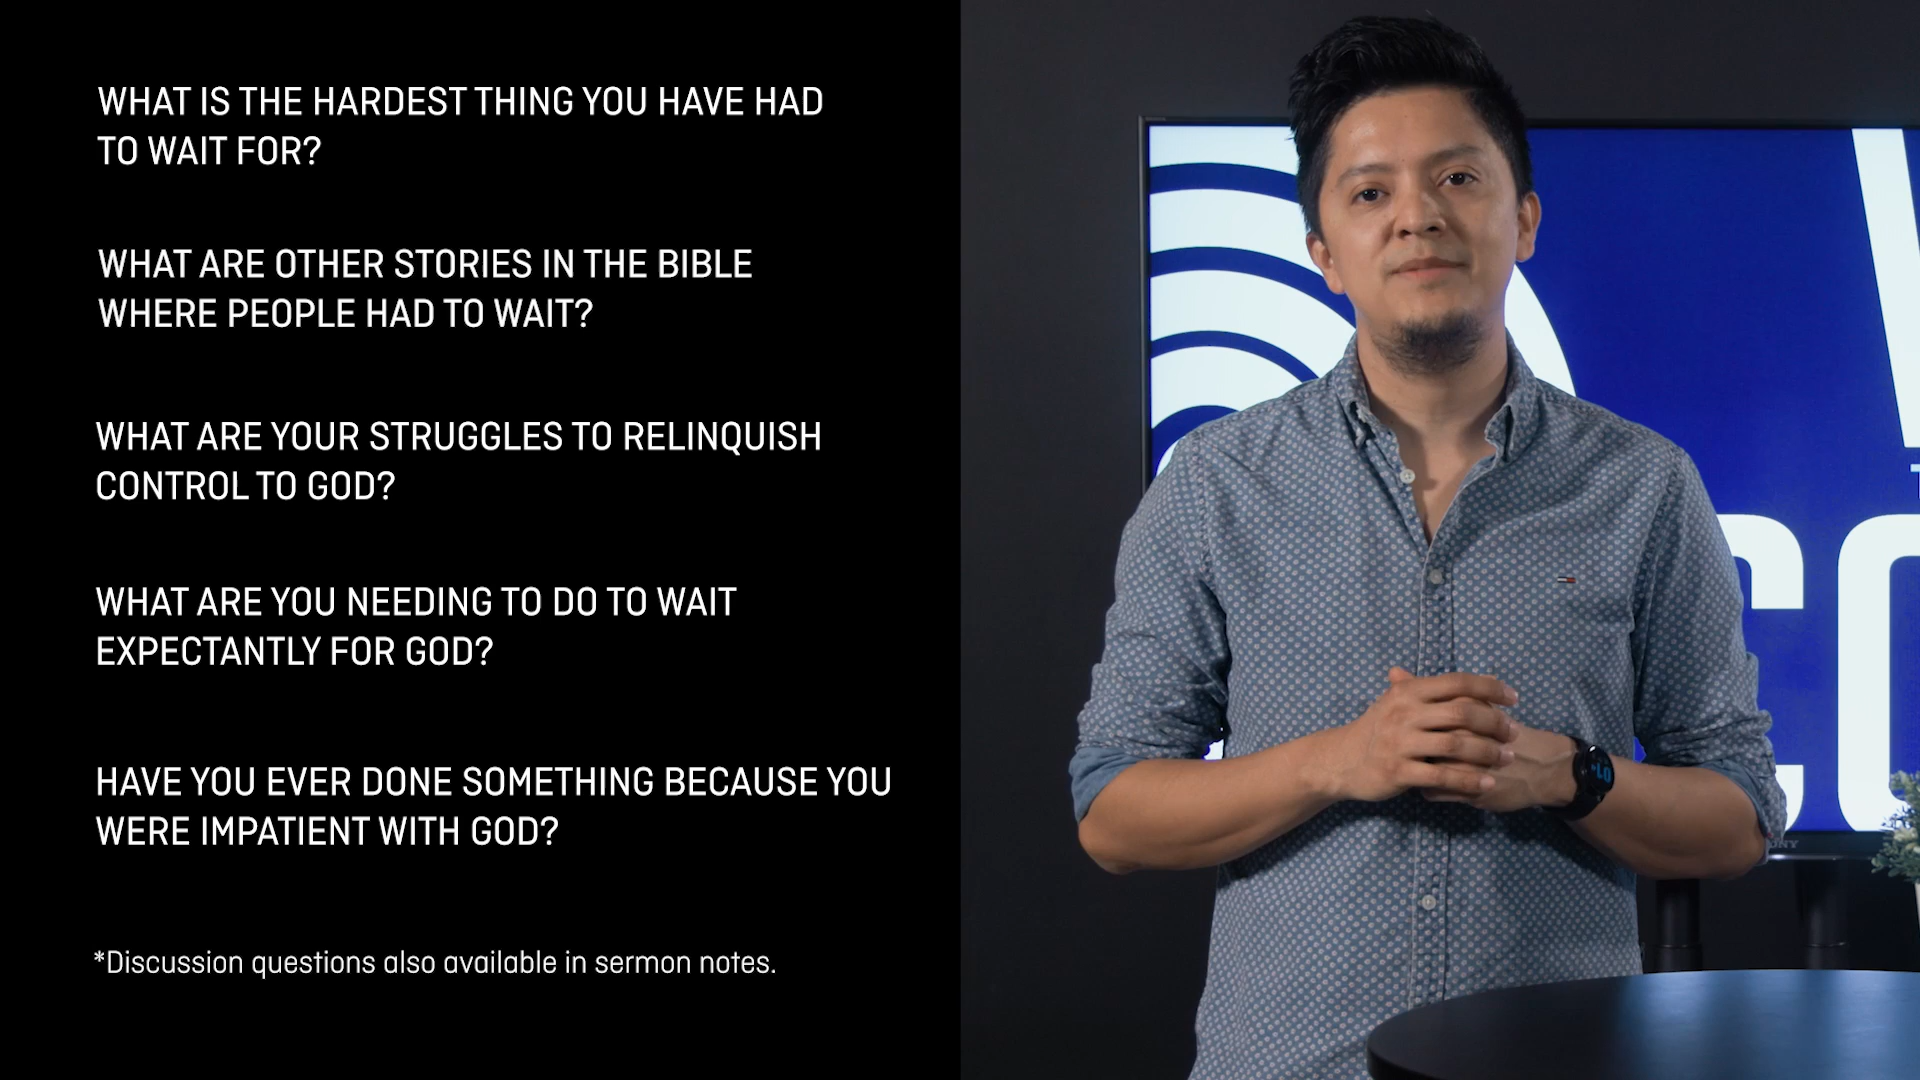 WHAT IS THE HARDEST THING YOU HAVE HAD
TO WAIT FOR?
WHAT ARE OTHER STORIES IN THE BIBLE
WHERE PEOPLE HAD TO WAIT?
WHAT ARE YOUR STRUGGLES TO RELINQUISH
CONTROL TO GOD?
WHAT ARE YOU NEEDING TO DO TO WAIT
EXPECTANTLY FOR GOD?
HAVE YOU EVER DONE SOMETHING BECAUSE YOU
WERE IMPATIENT WITH GOD?
*Discussion questions also available in sermon notes.